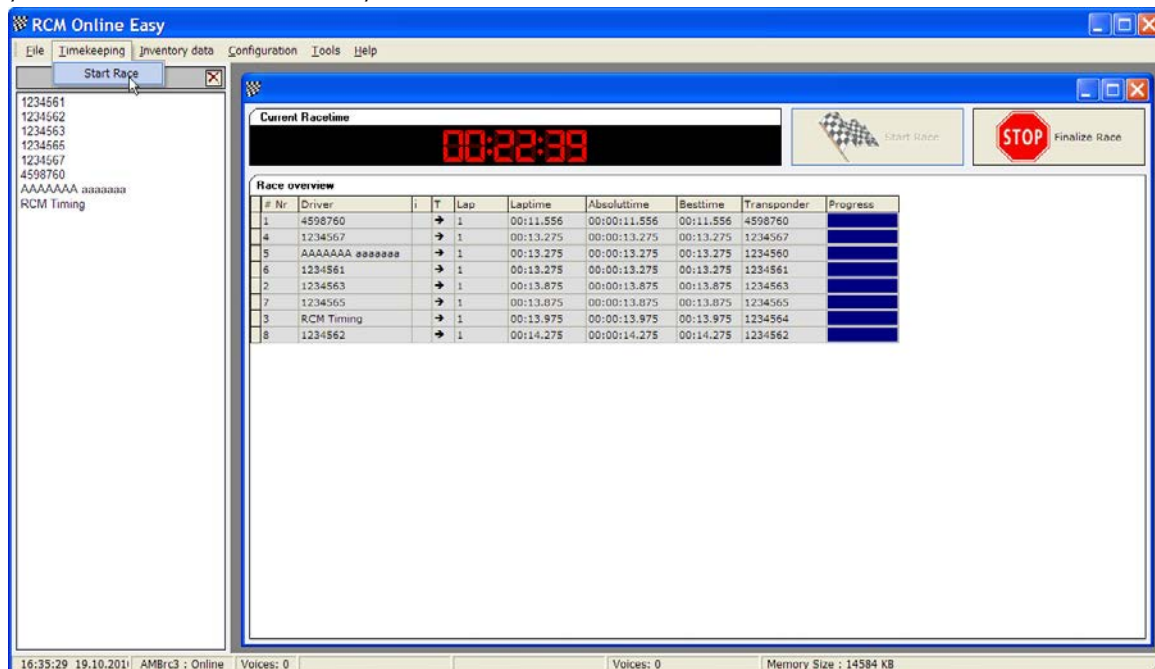 RCM Online Easy
File Timekeeping Inventory data Configuration Tools Help
Start Race
1234561
1234562
1234563
1234565
1234567
4598760
AAAAAAA aaaaaaa
RCM Timing
Current Racetime
00:22:39
Start Race
STOP Finalize Race
Race overview
# Nr Driver i T Lap Laptime Absoluttime Besttime Transponder Progress
1 4598760 ➔ 1 00:11.556 00:00:11.556 00:11.556 4598760
4 1234567 ➔ 1 00:13.275 00:00:13.275 00:13.275 1234567
5 AAAAAAA aaaaaaa ➔ 1 00:13.275 00:00:13.275 00:13.275 1234560
6 1234561 ➔ 1 00:13.275 00:00:13.275 00:13.275 1234561
2 1234563 ➔ 1 00:13.875 00:00:13.875 00:13.875 1234563
7 1234565 ➔ 1 00:13.875 00:00:13.875 00:13.875 1234565
3 RCM Timing ➔ 1 00:13.975 00:00:13.975 00:13.975 1234564
8 1234562 ➔ 1 00:14.275 00:00:14.275 00:14.275 1234562
16:35:29 19.10.201 AMBrc3 : Online Voices: 0 Voices: 0 Memory Size : 14584 KB